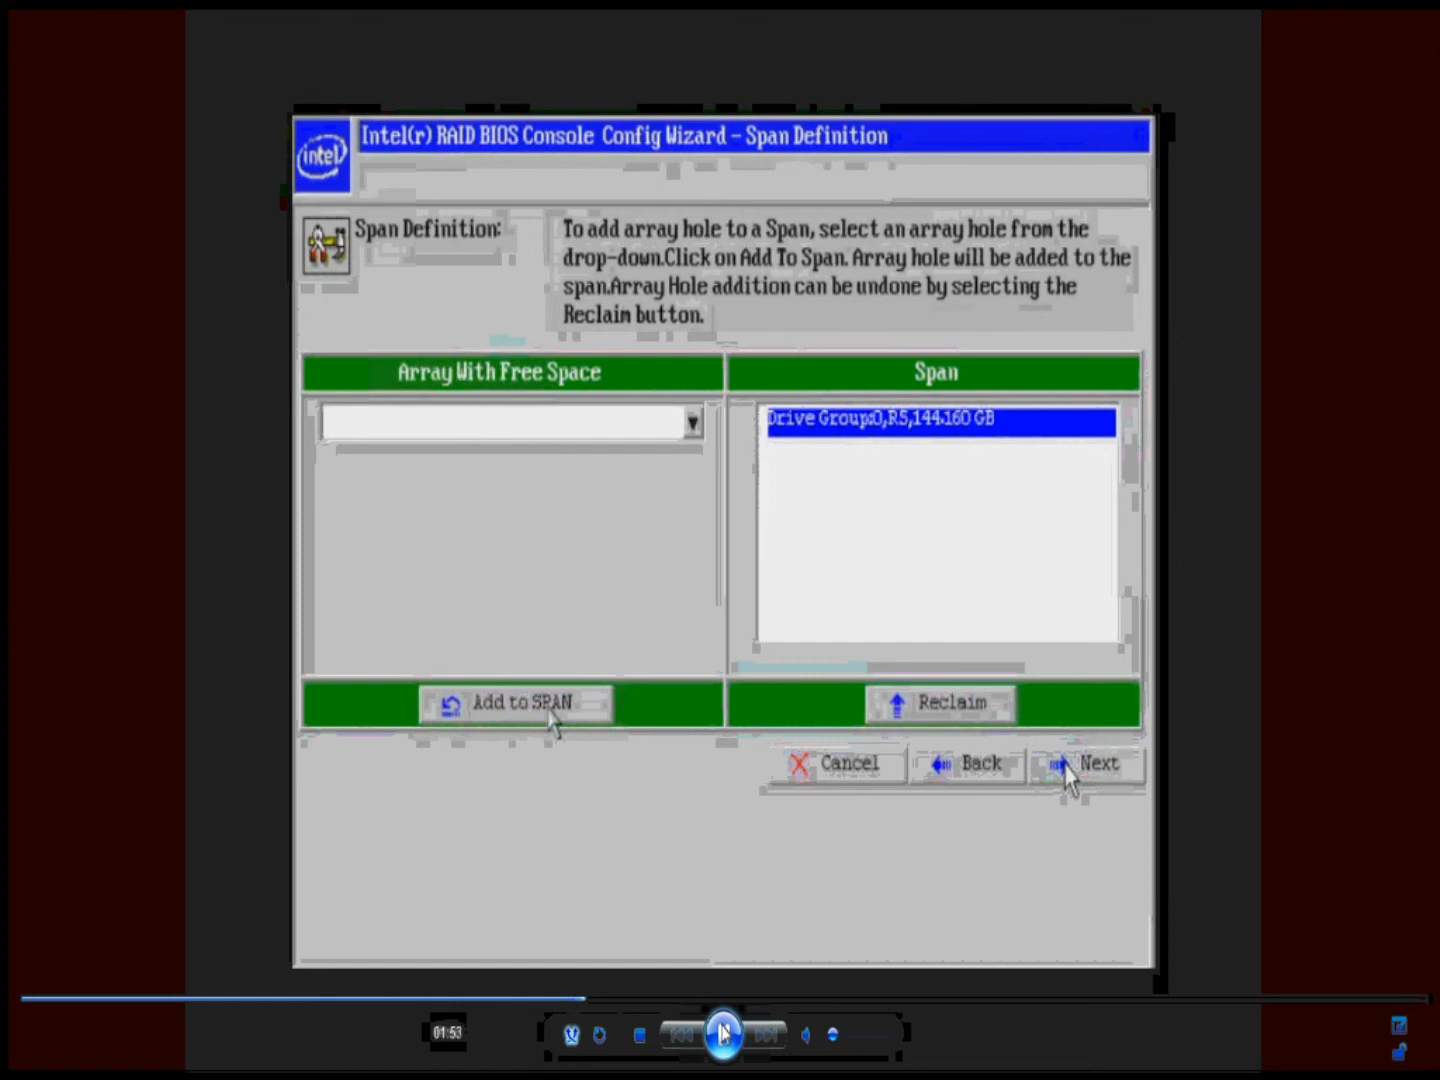 Intel(r) RAID BIOS Console Config Wizard - Span Definition
intel
Span Definition:
To add array hole to a Span, select an array hole from the
drop-down.Click on Add To Span. Array hole will be added to the
span.Array Hole addition can be undone by selecting the
Reclaim button.
Array With Free Space
Span
Drive Group:0,R5,144.160 GB
Add to SPAN
Reclaim
Cancel
Back
Next
01:53